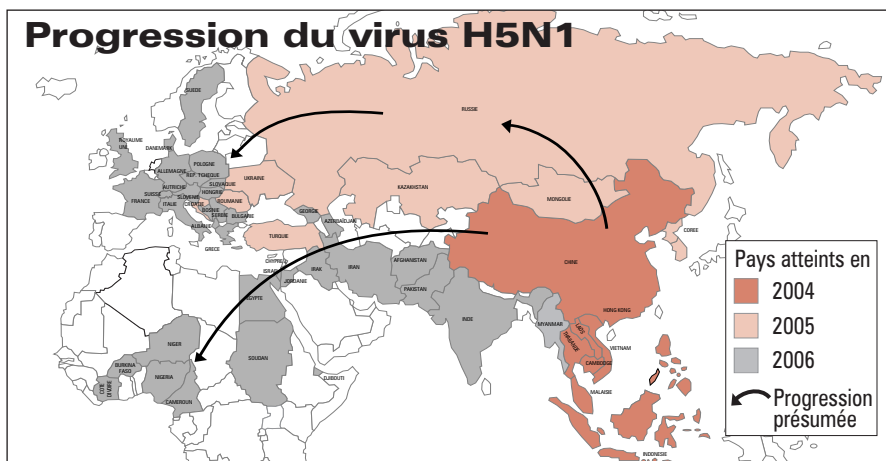 Progression du virus H5N1
SUEDE
RUSSIE
ROYAUME
UNI
DANEMARK
POLOGNE
ALLEMAGNE
REP. TCHEQUE
SLOVAQUIE
UKRAINE
AUTRICHE
HONGRIE
SUISSE
FRANCE
SLOVENIE
CROATIE
ROUMANIE
ITALIE
BOSNIE
SERBIE
BULGARIE
ALBANIE
GRECE
KAZAKHSTAN
MONGOLIE
GEORGIE
AZERBAIDJAN
TURQUIE
COREE
CHYPRE
ISRAEL
JORDANIE
IRAK
IRAN
AFGHANISTAN
PAKISTAN
CHINE
EGYPTE
INDE
MYANMAR
HONG KONG
LAOS
THAILANDE
VIETNAM
CAMBODGE
MALAISIE
INDONESIE
NIGER
BURKINA
FASO
NIGERIA
COTE
D'IVOIRE
CAMEROUN
SOUDAN
DJIBOUTI
Pays atteints en
2004
2005
2006
Progression
présumée